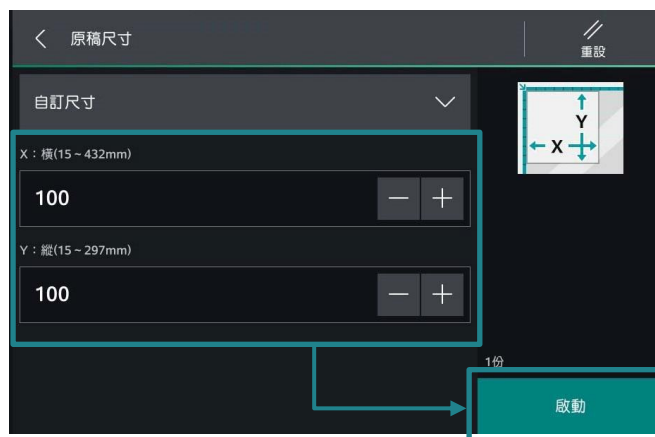 原稿尺寸
重設
自訂尺寸
X：橫(15～432mm)
100
Y：縱(15～297mm)
100
Y
X
1份
啟動